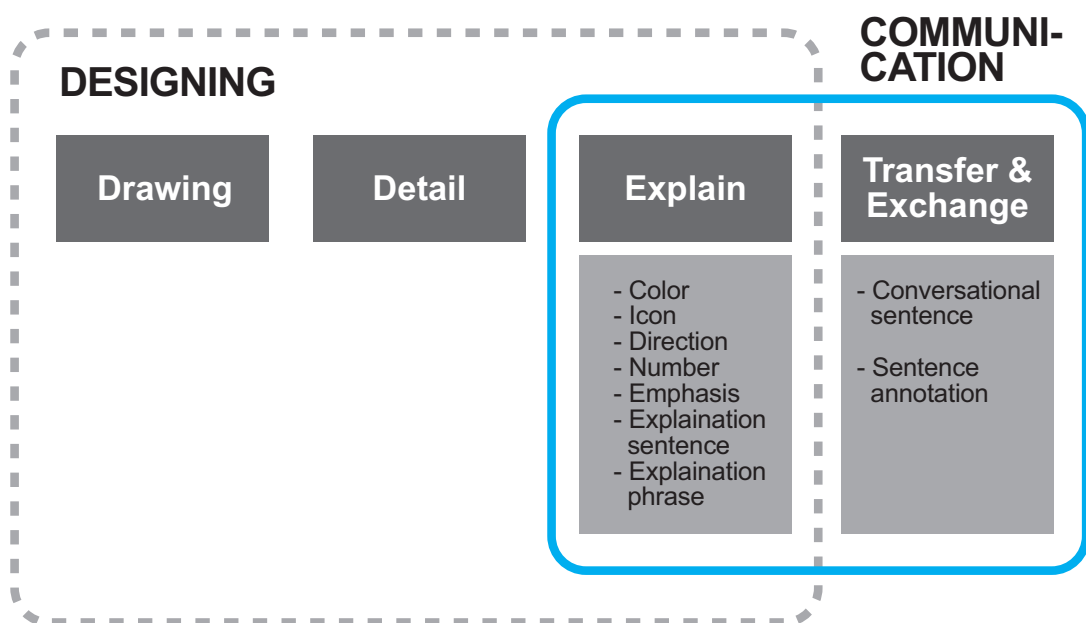 COMMUNI-
CATION
DESIGNING
Drawing
Detail
Explain
Transfer &
Exchange
- Color
- Icon
- Direction
- Number
- Emphasis
- Explaination
sentence
- Explaination
phrase
- Conversational
sentence
- Sentence
annotation